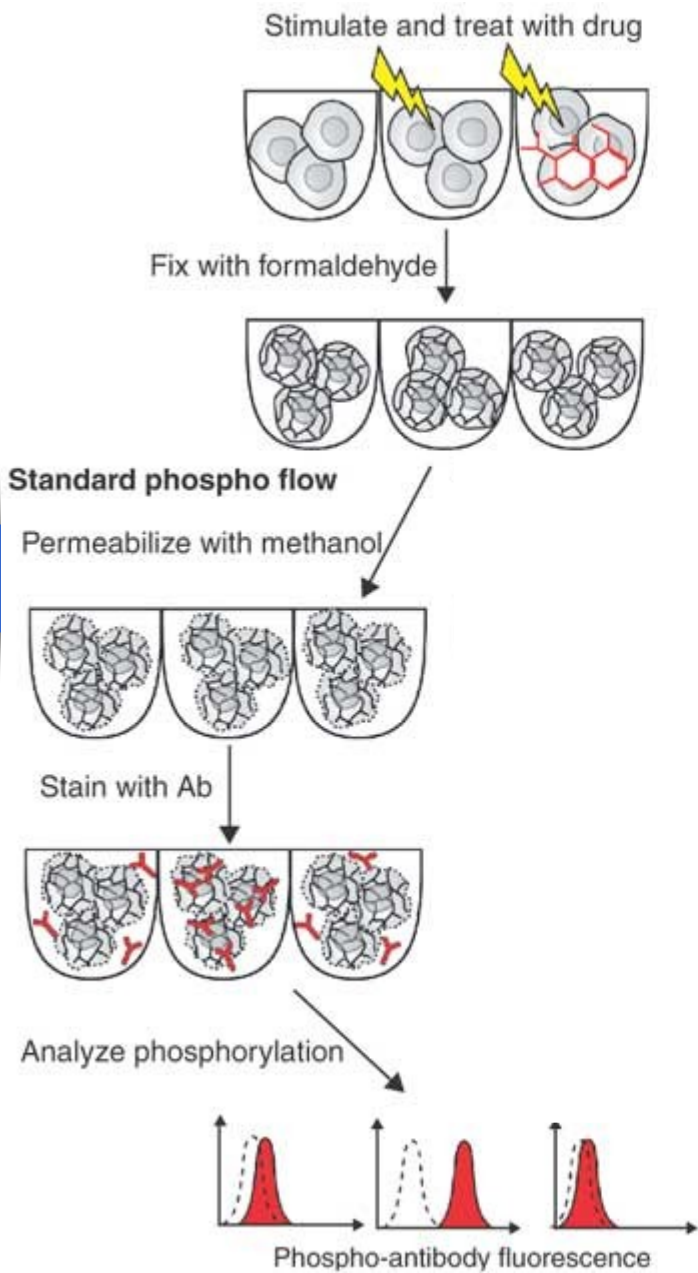 Stimulate and treat with drug
Fix with formaldehyde
Standard phospho flow
Permeabilize with methanol
Stain with Ab
Analyze phosphorylation
Phospho-antibody fluorescence